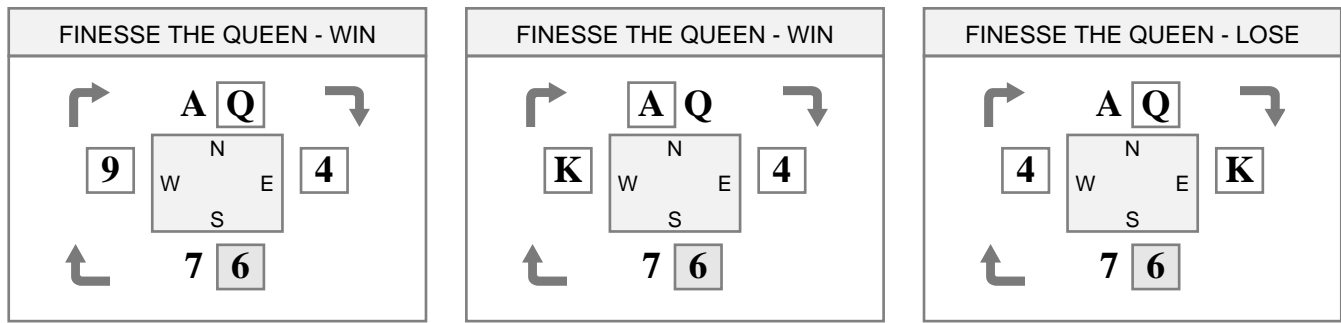 FINESSE THE QUEEN - WIN
A Q
N
9 W E 4
S
7 6
FINESSE THE QUEEN - WIN
A Q
N
K W E 4
S
7 6
FINESSE THE QUEEN - LOSE
A Q
N
4 W E K
S
7 6